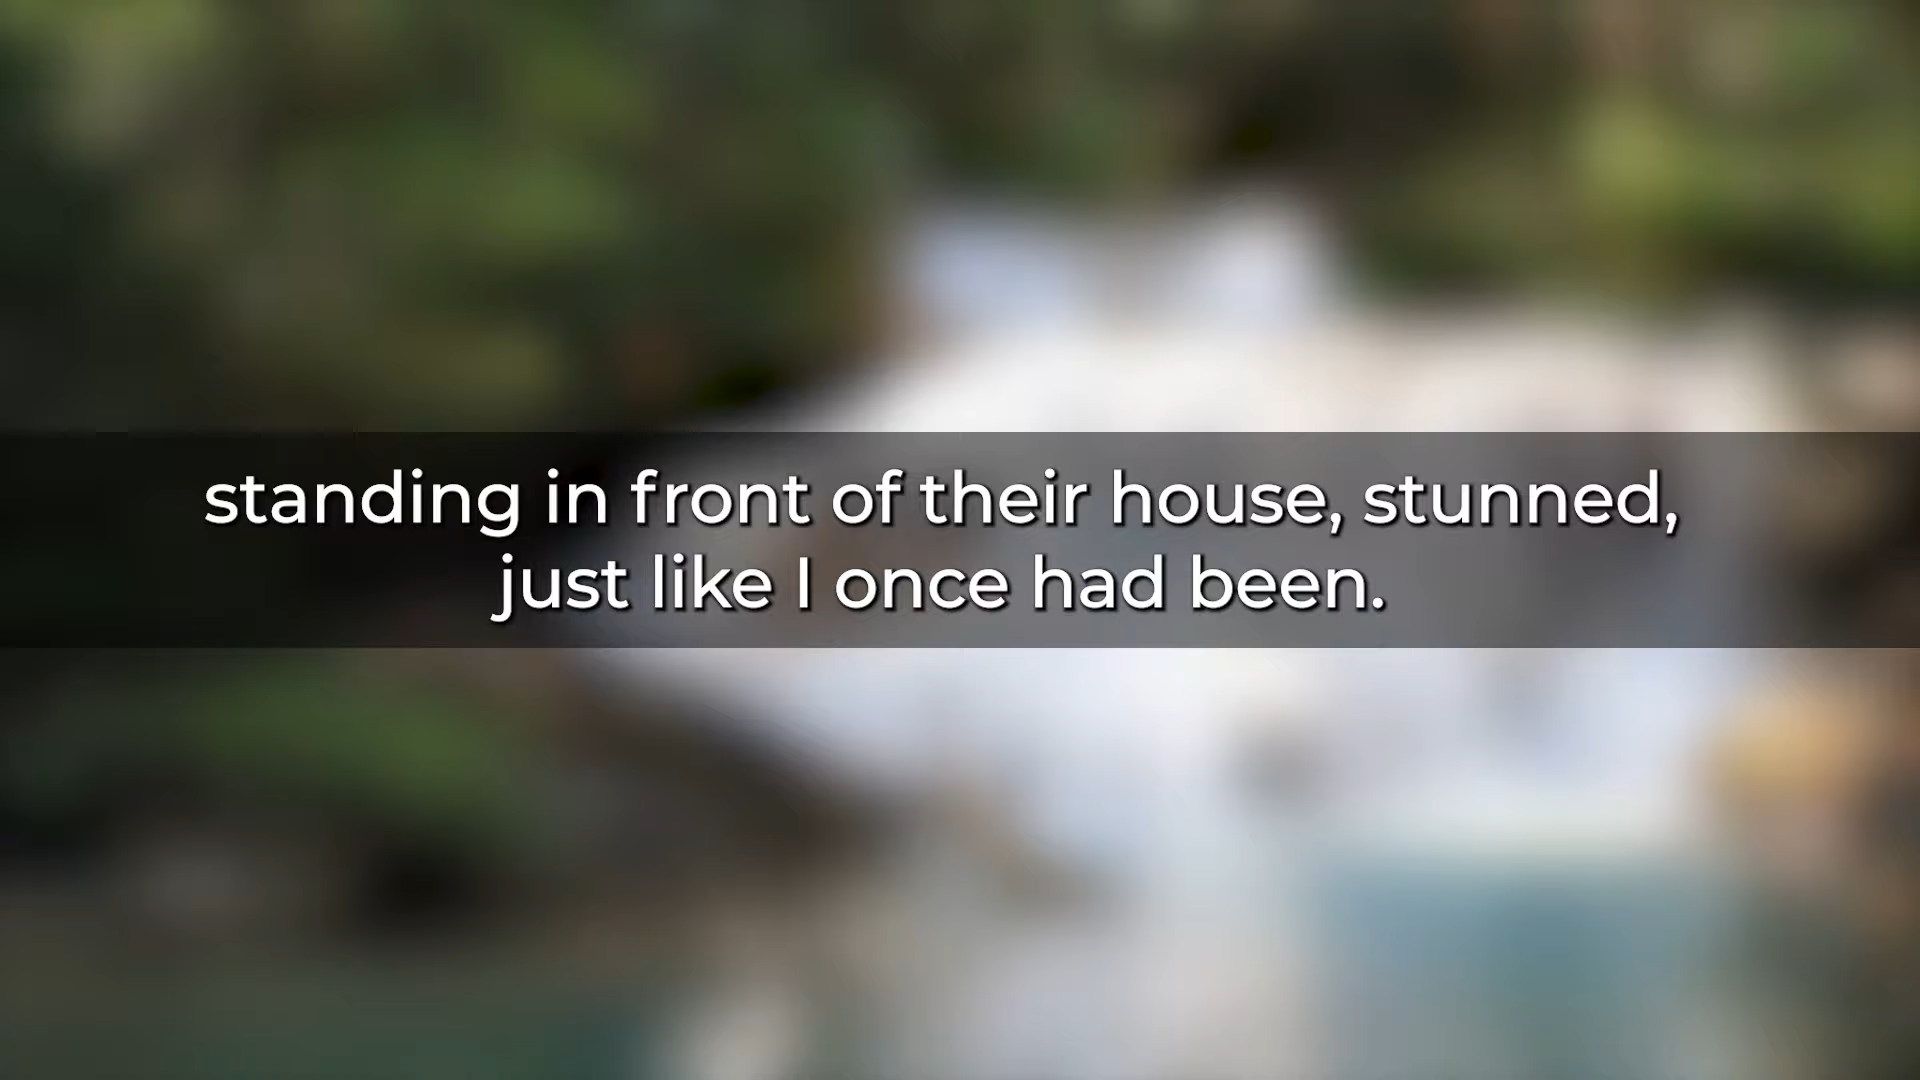 standing in front of their house, stunned,
just like I once had been.